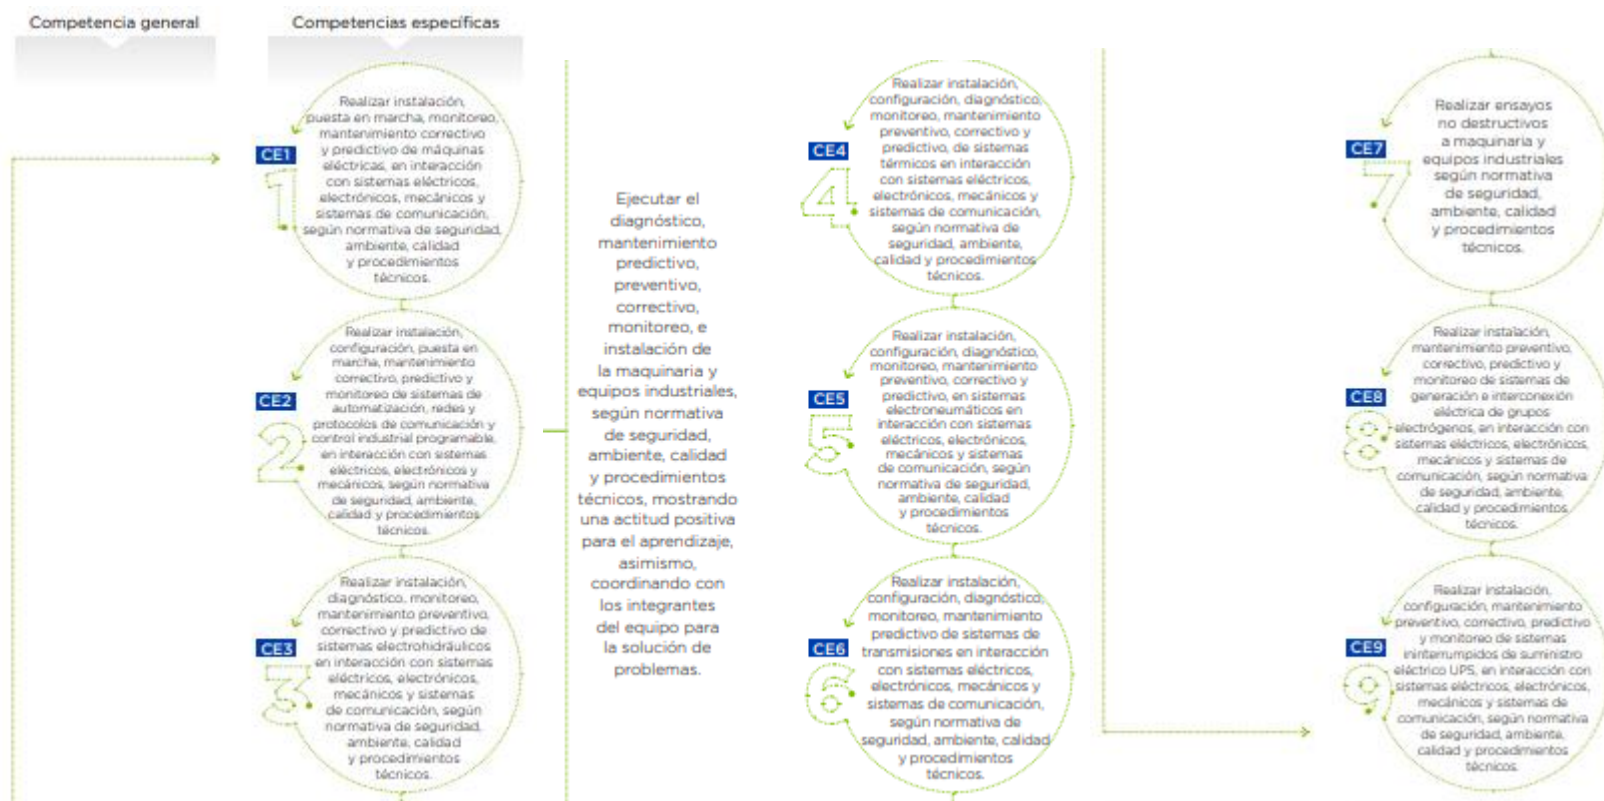 Competencia general
Competencias específicas
CE1
1
Realizar instalación,
puesta en marcha, monitoreo,
mantenimiento correctivo
y predictivo de máquinas
eléctricas, en interacción
con sistemas eléctricos,
electrónicos, mecánicos y
sistemas de comunicación,
según normativa de seguridad,
ambiente, calidad
y procedimientos
técnicos.
CE2
2
Realizar instalación,
configuración, puesta en
marcha, mantenimiento
correctivo, predictivo y
monitoreo de sistemas de
automatización, redes y
protocolos de comunicación y
control industrial programable,
en interacción con sistemas
eléctricos, electrónicos y
mecánicos, según normativa
de seguridad, ambiente,
calidad y procedimientos
técnicos.
CE3
3
Realizar instalación,
diagnóstico, monitoreo,
mantenimiento preventivo,
correctivo y predictivo de
sistemas electrohidráulicos
en interacción con sistemas
eléctricos, electrónicos,
mecánicos y sistemas
de comunicación, según
normativa de seguridad,
ambiente, calidad
y procedimientos
técnicos.
Ejecutar el
diagnóstico,
mantenimiento
predictivo,
preventivo,
correctivo,
monitoreo, e
instalación de
la maquinaria y
equipos industriales,
según normativa
de seguridad,
ambiente, calidad
y procedimientos
técnicos, mostrando
una actitud positiva
para el aprendizaje,
asimismo,
coordinando con
los integrantes
del equipo para
la solución de
problemas.
CE4
4
Realizar instalación,
configuración, diagnóstico,
monitoreo, mantenimiento
preventivo, correctivo y
predictivo, de sistemas
térmicos en interacción
con sistemas eléctricos,
electrónicos, mecánicos y
sistemas de comunicación,
según normativa de
seguridad, ambiente,
calidad y procedimientos
técnicos.
CE5
5
Realizar instalación,
configuración, diagnóstico,
monitoreo, mantenimiento
preventivo, correctivo y
predictivo, en sistemas
electroneumáticos en
interacción con sistemas
eléctricos, electrónicos,
mecánicos y sistemas
de comunicación, según
normativa de seguridad,
ambiente, calidad
y procedimientos
técnicos.
CE6
6
Realizar instalación,
configuración, diagnóstico,
monitoreo, mantenimiento
predictivo de sistemas de
transmisiones en interacción
con sistemas eléctricos,
electrónicos, mecánicos y
sistemas de comunicación,
según normativa de
seguridad, ambiente, calidad
y procedimientos
técnicos.
CE7
7
Realizar ensayos
no destructivos
a maquinaria y
equipos industriales
según normativa
de seguridad,
ambiente, calidad
y procedimientos
técnicos.
CE8
8
Realizar instalación,
mantenimiento preventivo,
correctivo, predictivo y
monitoreo de sistemas de
generación e interconexión
eléctrica de grupos
electrógenos, en interacción con
sistemas eléctricos, electrónicos,
mecánicos y sistemas de
comunicación, según normativa
de seguridad, ambiente,
calidad y procedimientos
técnicos.
CE9
9
Realizar instalación,
configuración, mantenimiento
preventivo, correctivo, predictivo
y monitoreo de sistemas
ininterrumpidos de suministro
eléctrico UPS, en interacción con
sistemas eléctricos, electrónicos,
mecánicos y sistemas de
comunicación, según normativa
de seguridad, ambiente,
calidad y procedimientos
técnicos.